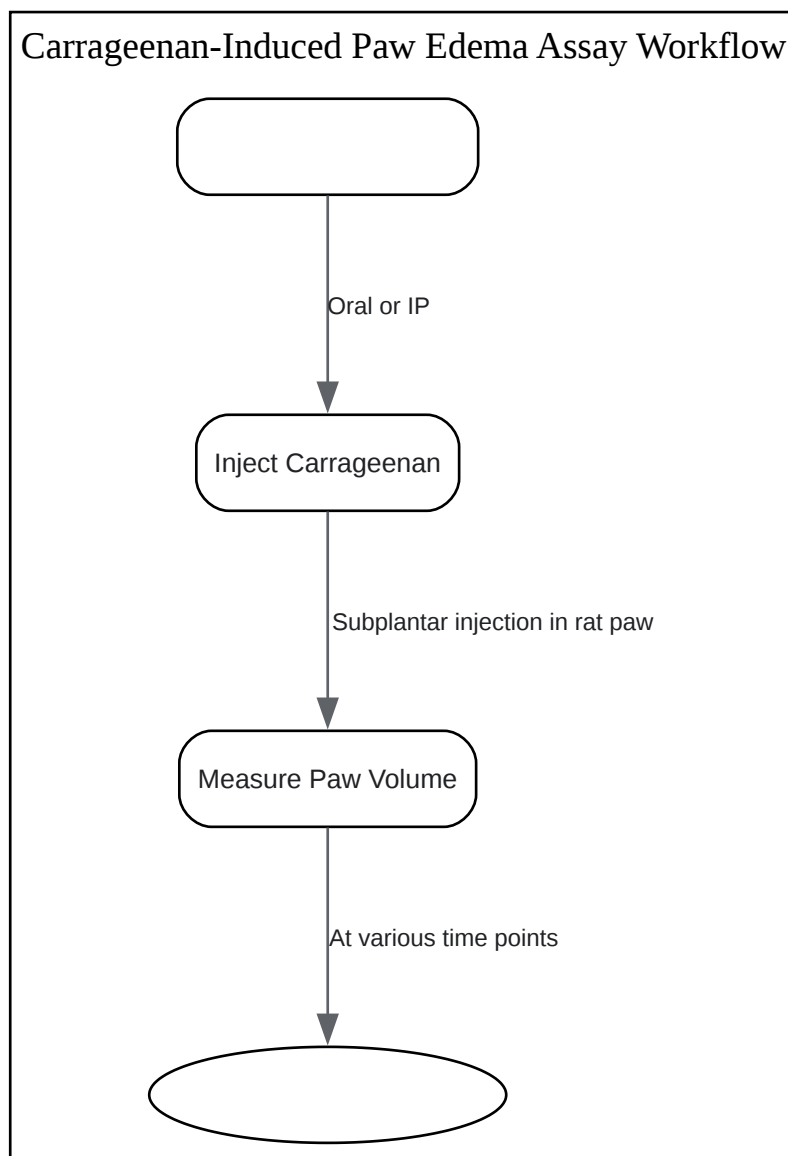 Carrageenan-Induced Paw Edema Assay Workflow
Oral or IP
Inject Carrageenan
Subplantar injection in rat paw
Measure Paw Volume
At various time points